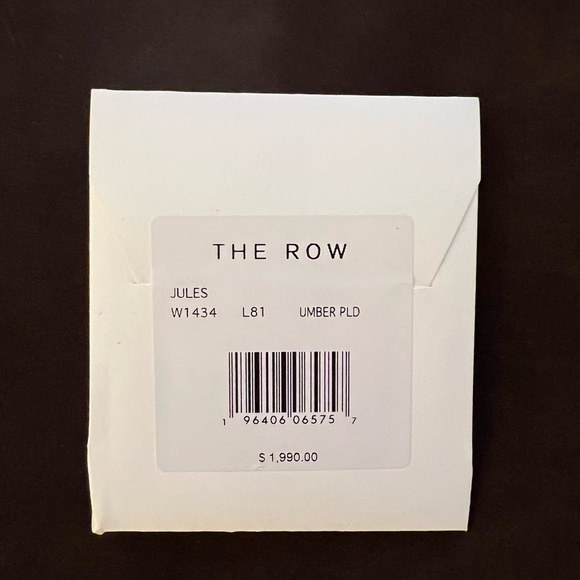 THE ROW
JULES
W1434 L81 UMBER PLD
1 96406 06575 7
$ 1,990.00